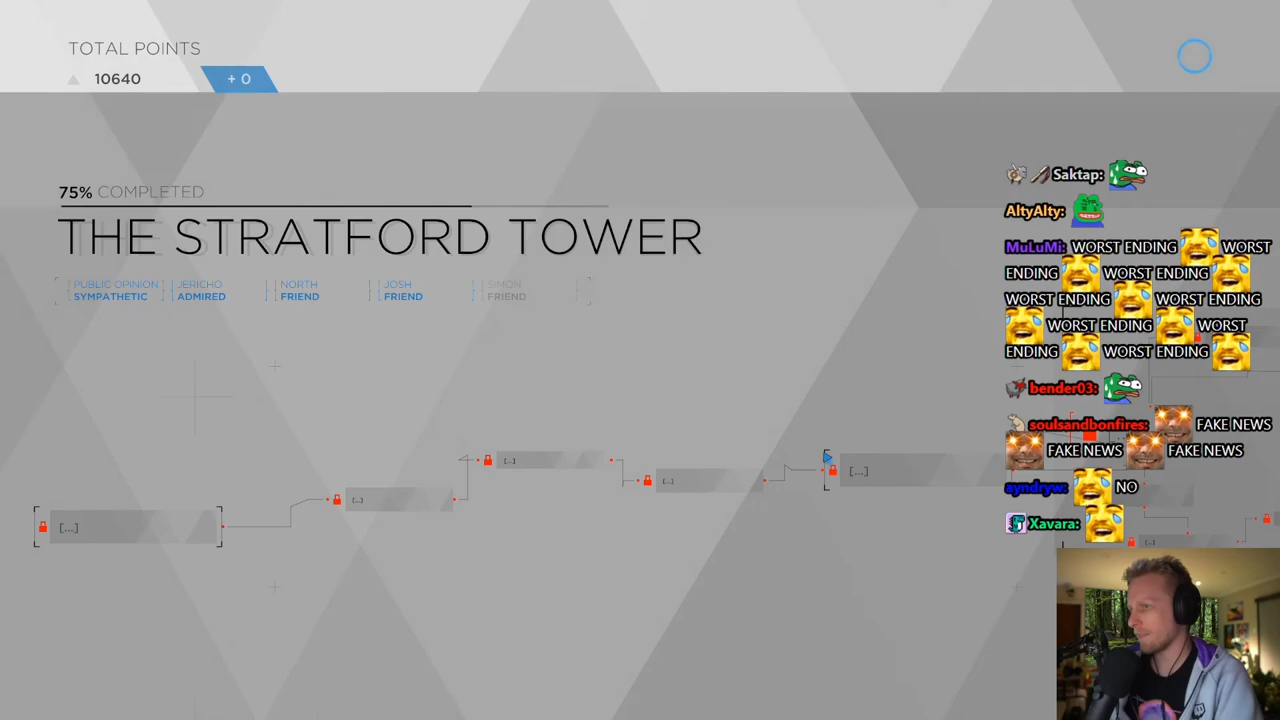 TOTAL POINTS
10640
+ 0
75% COMPLETED
THE STRATFORD TOWER
PUBLIC OPINION
SYMPATHETIC
JERICHO
ADMIRED
NORTH
FRIEND
JOSH
FRIEND
SIMON
FRIEND
[...]
[...]
[...]
[...]
[...]
[...]
Saktap:
AltyAlty:
MuLuMi: WORST ENDING WORST
ENDING WORST ENDING
WORST ENDING WORST ENDING
WORST ENDING WORST
ENDING WORST ENDING
bender03:
soulsandbonfires: FAKE NEWS
FAKE NEWS FAKE NEWS
ayndryw: NO
Xavara: